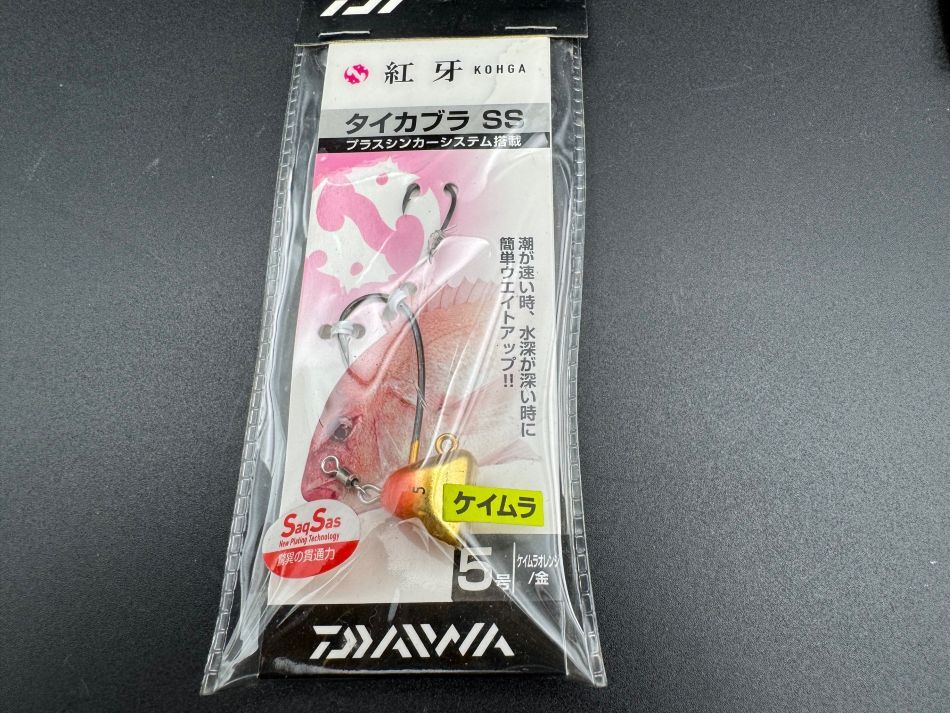 DAIWA
紅牙 KOHGA
タイカブラ SS
プラスシンカーシステム搭載
潮が速い時、水深が深い時に
簡単ウエイトアップ!!
5
ケイムラ
SaqSas
New Plating Technology
驚異の貫通力
5号
ケイムラオレンジ
/金
DAIWA